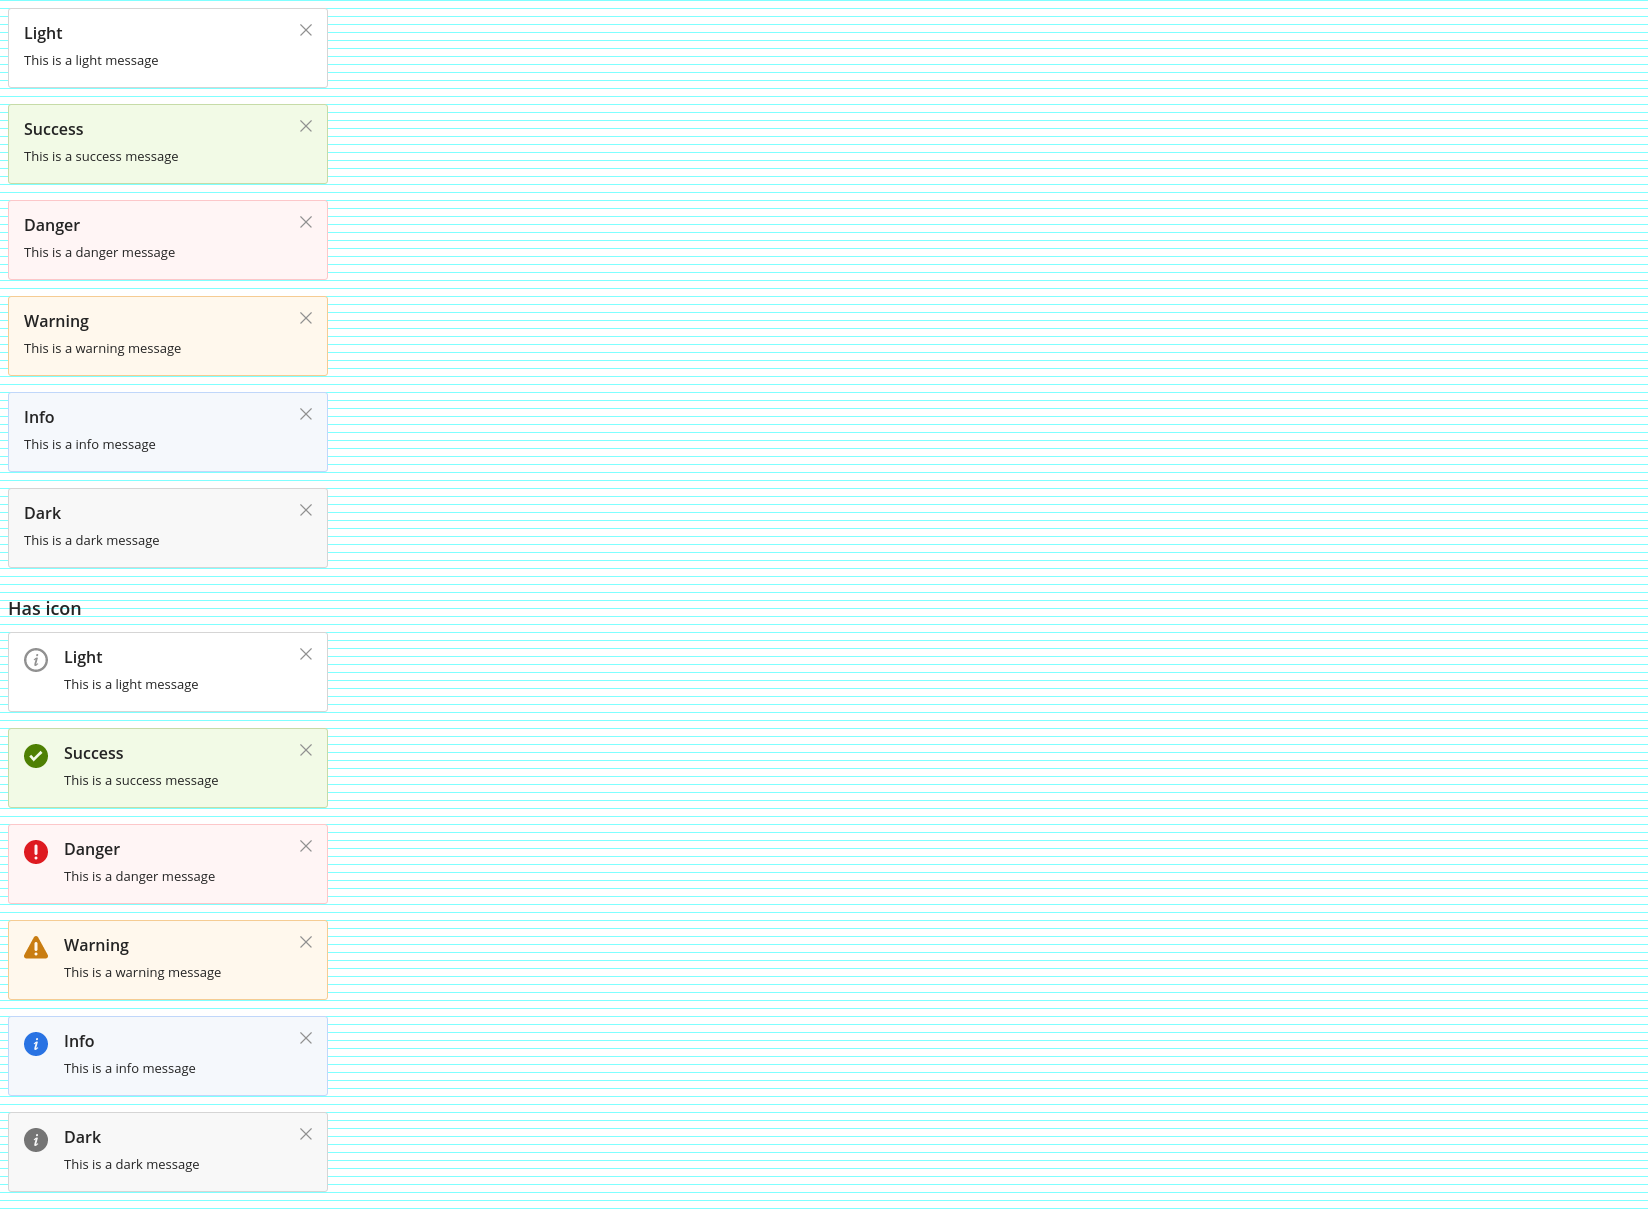 Light
This is a light message
Success
This is a success message
Danger
This is a danger message
Warning
This is a warning message
Info
This is a info message
Dark
This is a dark message
Has icon
Light
This is a light message
Success
This is a success message
Danger
This is a danger message
Warning
This is a warning message
Info
This is a info message
Dark
This is a dark message